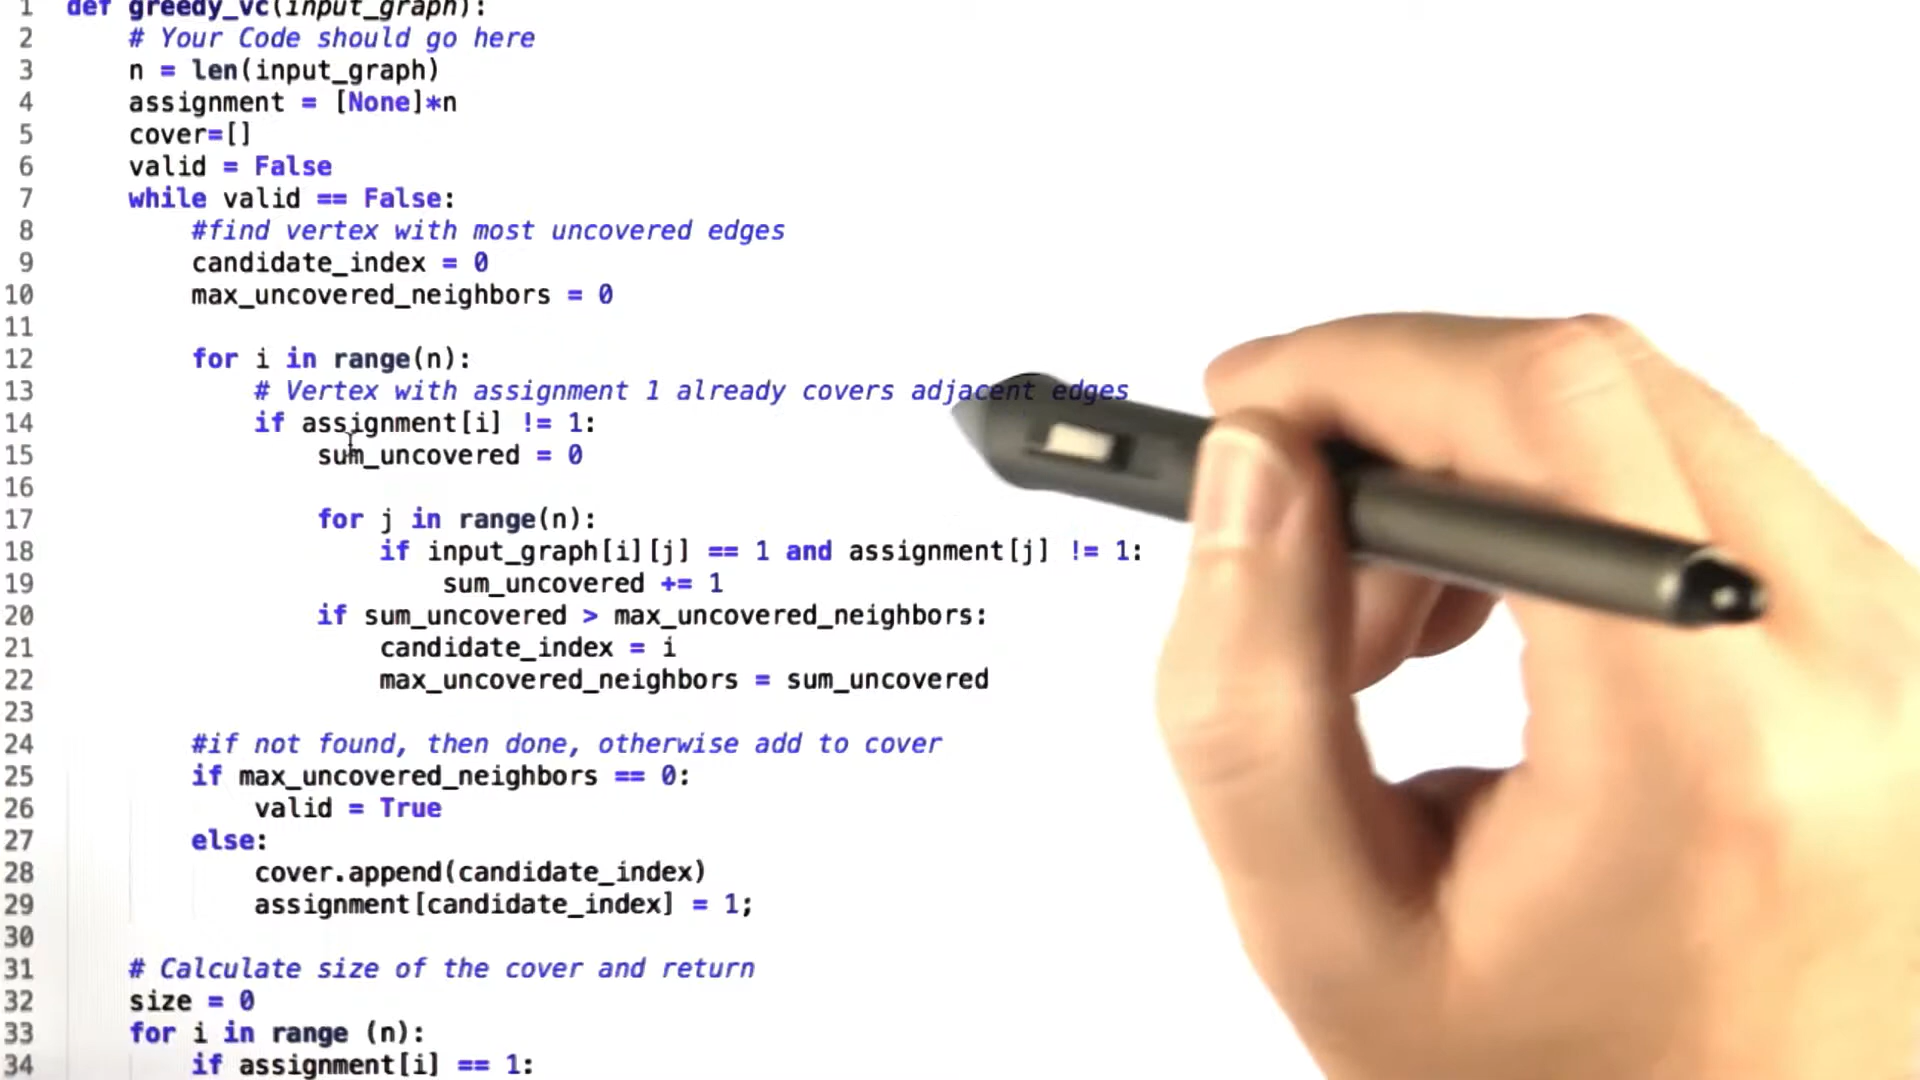 1 def greedy_vc(input_graph):
2 # Your Code should go here
3 n = len(input_graph)
4 assignment = [None]*n
5 cover=[]
6 valid = False
7 while valid == False:
8 #find vertex with most uncovered edges
9 candidate_index = 0
10 max_uncovered_neighbors = 0
11
12 for i in range(n):
13 # Vertex with assignment 1 already covers adjacent edges
14 if assignment[i] != 1:
15 sum_uncovered = 0
16
17 for j in range(n):
18 if input_graph[i][j] == 1 and assignment[j] != 1:
19 sum_uncovered += 1
20 if sum_uncovered > max_uncovered_neighbors:
21 candidate_index = i
22 max_uncovered_neighbors = sum_uncovered
23
24 #if not found, then done, otherwise add to cover
25 if max_uncovered_neighbors == 0:
26 valid = True
27 else:
28 cover.append(candidate_index)
29 assignment[candidate_index] = 1;
30
31 # Calculate size of the cover and return
32 size = 0
33 for i in range (n):
34 if assignment[i] == 1: